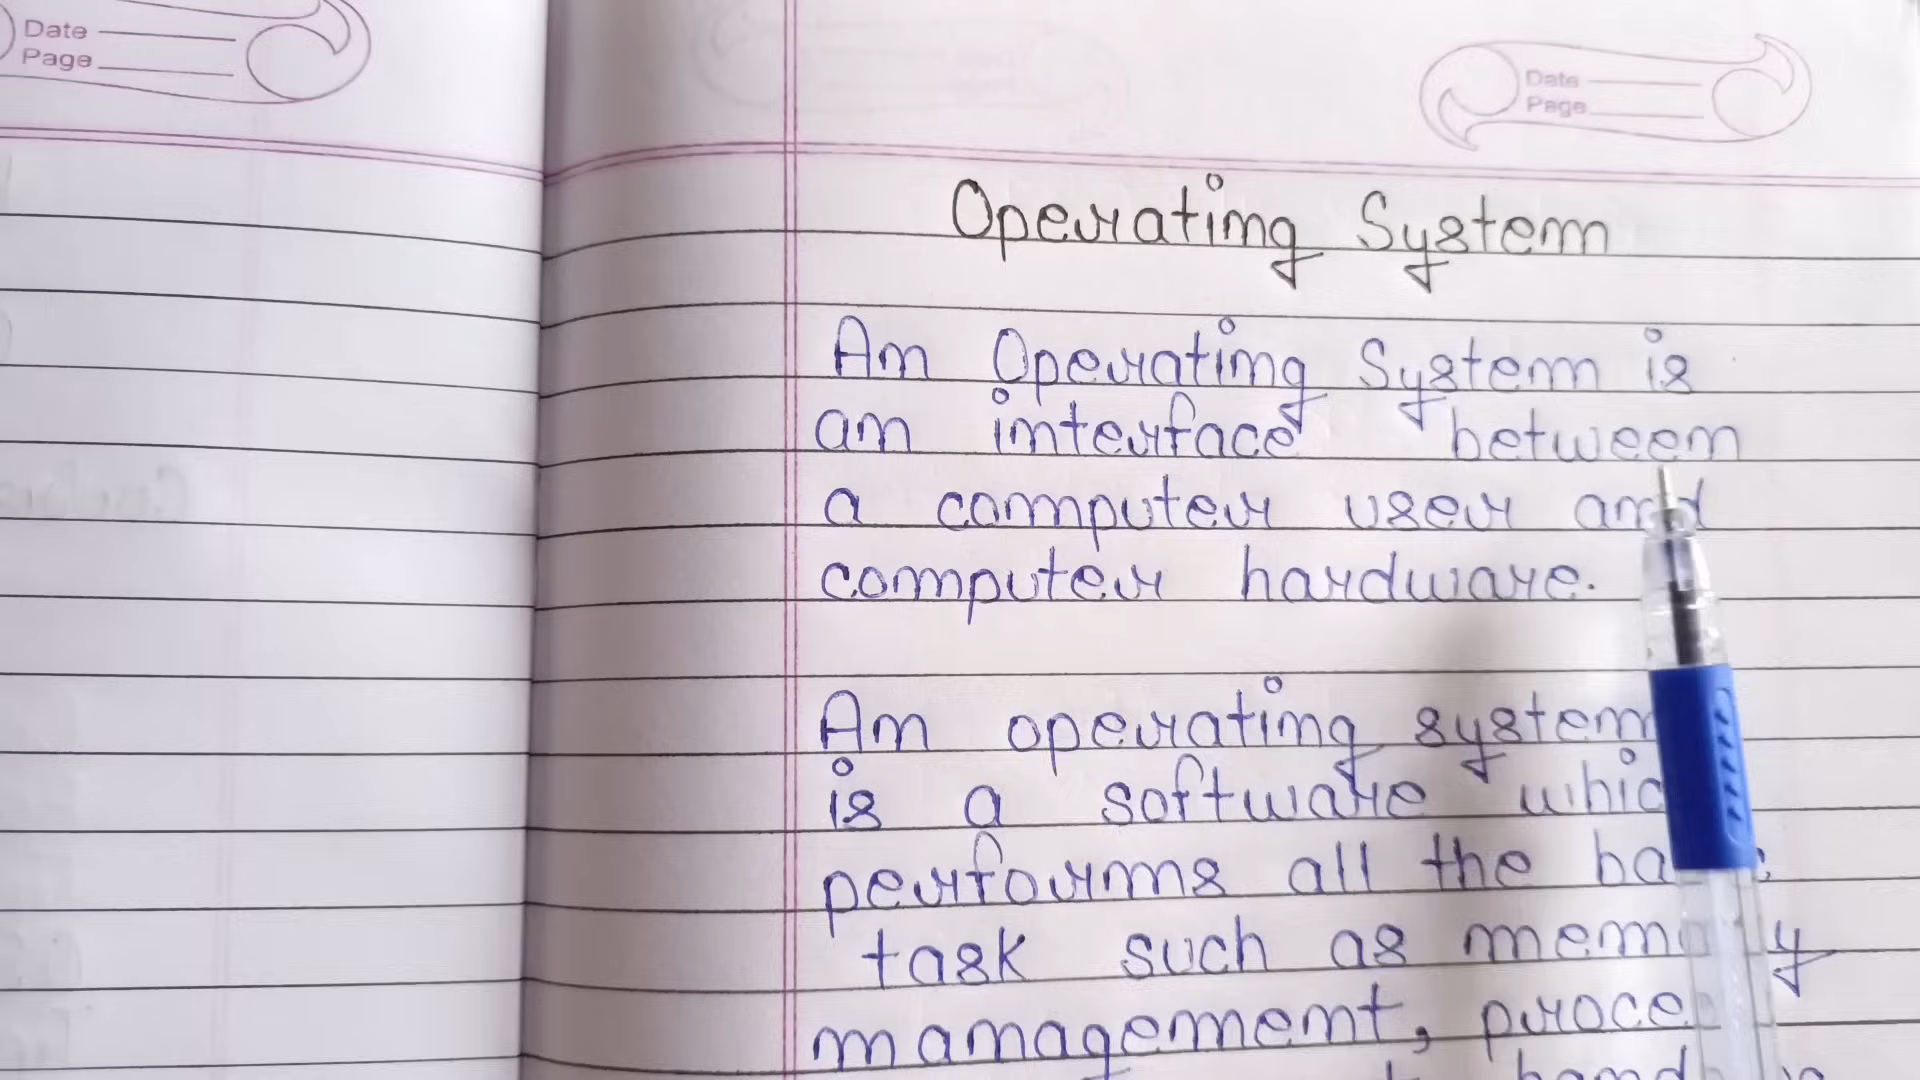 Date
Page
Date
Page
Operating System
An Operating System is
an interface between
a computer user and
computer hardware.
An operating system
is a software
performs all the
task such as memory
management,